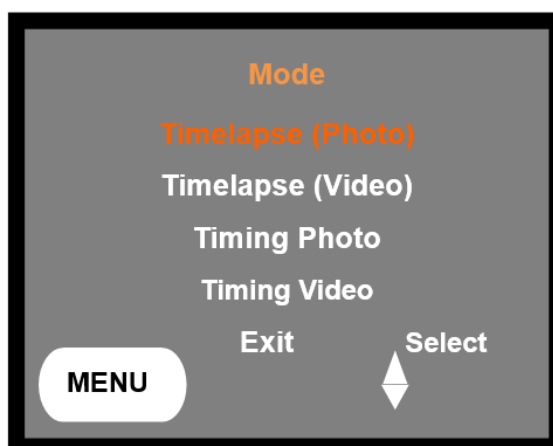 Mode
Timelapse (Photo)
Timelapse (Video)
Timing Photo
Timing Video
Exit Select
MENU